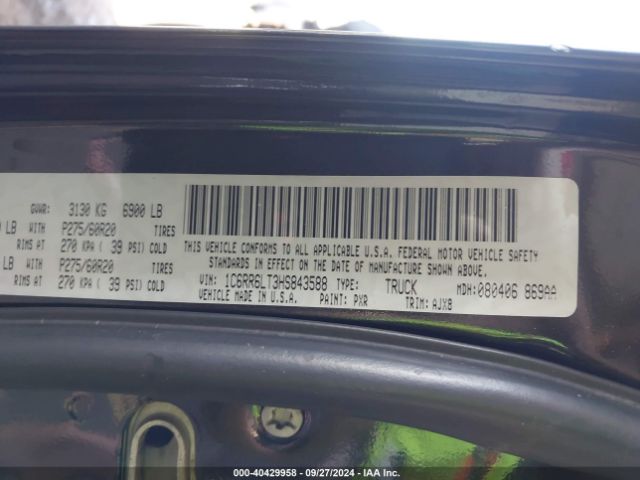 GVWR: 3130 KG 6900 LB
LB WITH P275/60R20 TIRES
RIMS AT 270 KPA ( 39 PSI) COLD
LB WITH P275/60R20 TIRES
RIMS AT 270 KPA ( 39 PSI) COLD
THIS VEHICLE CONFORMS TO ALL APPLICABLE U.S.A. FEDERAL MOTOR VEHICLE SAFETY
STANDARDS IN EFFECT ON THE DATE OF MANUFACTURE SHOWN ABOVE.
VIN: 1C6RR6LT3HS843588 TYPE: TRUCK MDH: 080406 869AA
VEHICLE MADE IN U.S.A. PAINT: PXR TRIM: AJX8
000-40429958 - 09/27/2024 - IAA Inc.